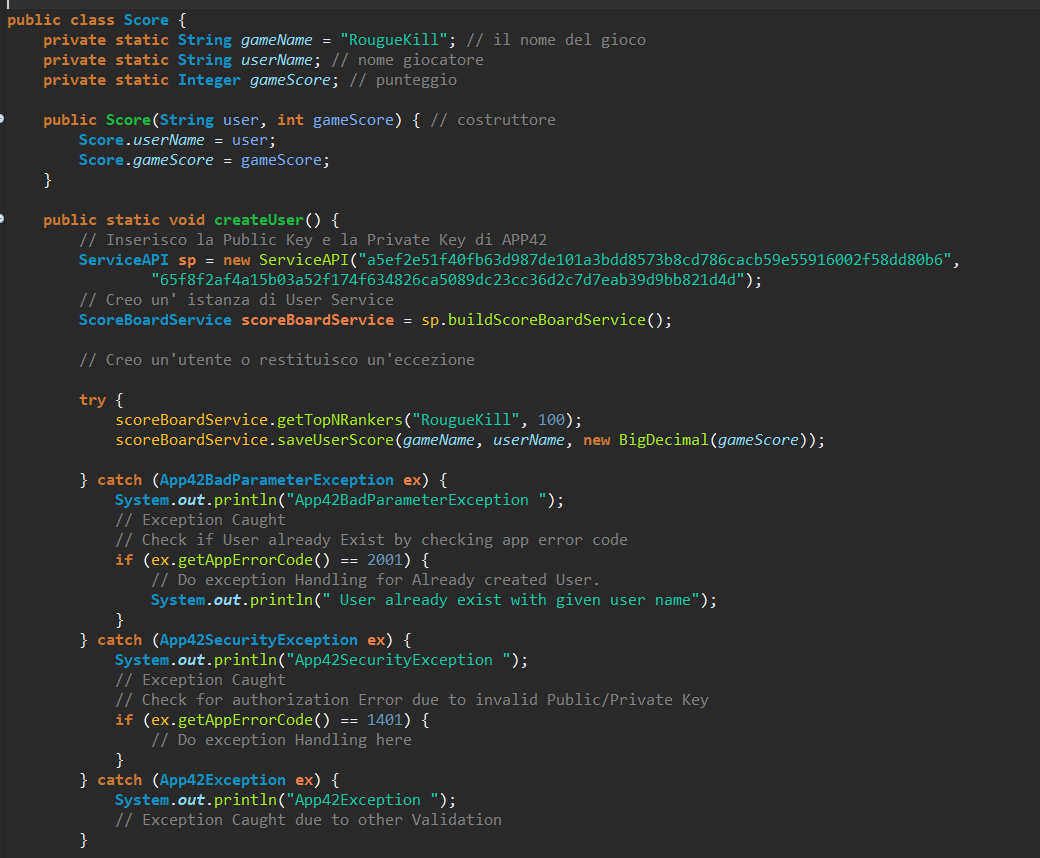 public class Score {
private static String gameName = "RougueKill"; // il nome del gioco
private static String userName; // nome giocatore
private static Integer gameScore; // punteggio
public Score(String user, int gameScore) { // costruttore
Score.userName = user;
Score.gameScore = gameScore;
}
public static void createUser() {
// Inserisco la Public Key e la Private Key di APP42
ServiceAPI sp = new ServiceAPI("a5ef2e51f40fb63d987de101a3bdd8573b8cd786cacb59e55916002f58dd80b6",
"65f8f2af4a15b03a52f174f634826ca5089dc23cc36d2c7d7eab39d9bb821d4d");
// Creo un' istanza di User Service
ScoreBoardService scoreBoardService = sp.buildScoreBoardService();
// Creo un'utente o restituisco un'eccezione
try {
scoreBoardService.getTopNRankers("RougueKill", 100);
scoreBoardService.saveUserScore(gameName, userName, new BigDecimal(gameScore));
} catch (App42BadParameterException ex) {
System.out.println("App42BadParameterException ");
// Exception Caught
// Check if User already Exist by checking app error code
if (ex.getAppErrorCode() == 2001) {
// Do exception Handling for Already created User.
System.out.println(" User already exist with given user name");
}
} catch (App42SecurityException ex) {
System.out.println("App42SecurityException ");
// Exception Caught
// Check for authorization Error due to invalid Public/Private Key
if (ex.getAppErrorCode() == 1401) {
// Do exception Handling here
}
} catch (App42Exception ex) {
System.out.println("App42Exception ");
// Exception Caught due to other Validation
}